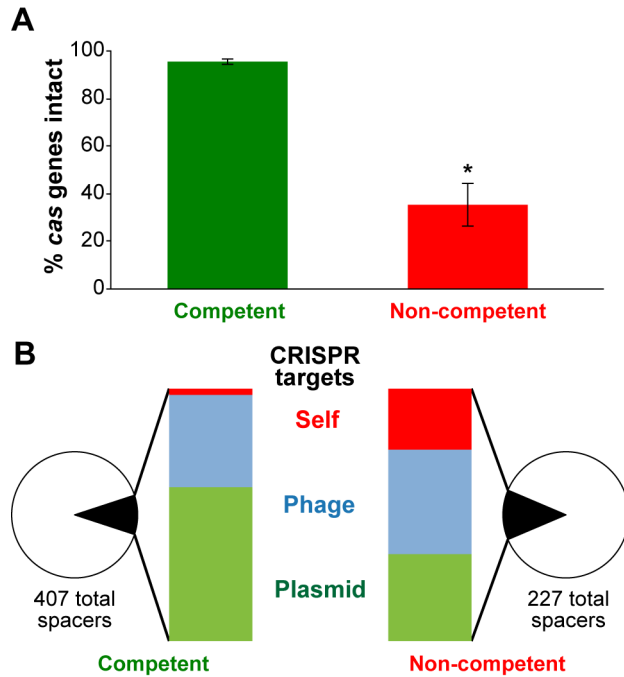 A
% cas genes intact
100
80
60
40
20
0
*
Competent
Non-competent
B
CRISPR
targets
Self
Phage
Plasmid
407 total
spacers
227 total
spacers
Competent
Non-competent